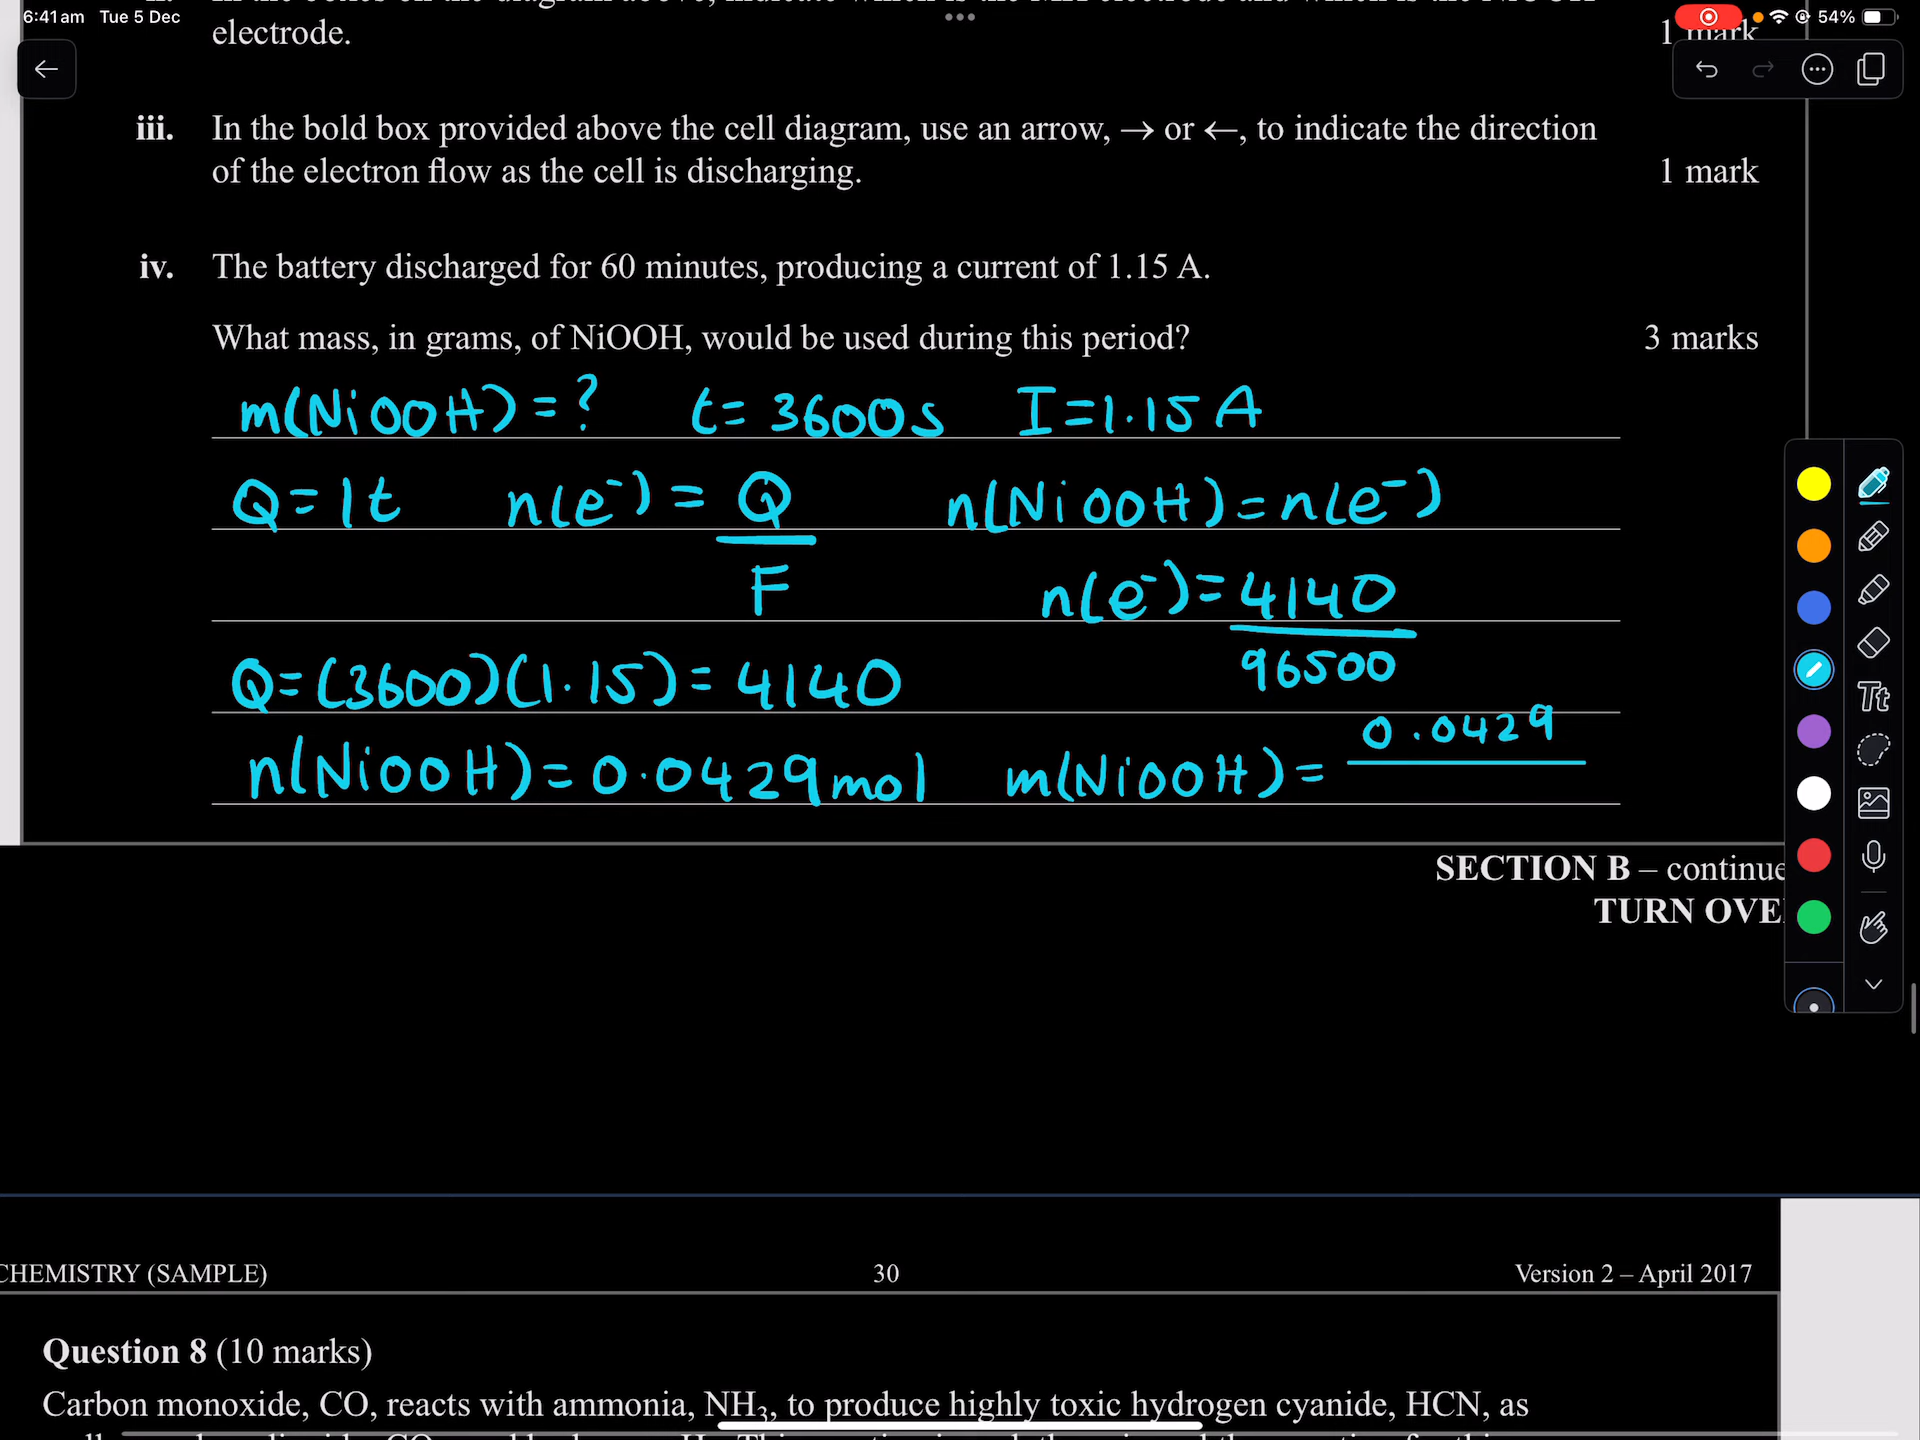 6:41am Tue 5 Dec
54%
electrode.
1 mark
iii. In the bold box provided above the cell diagram, use an arrow, → or ←, to indicate the direction
of the electron flow as the cell is discharging. 1 mark
iv. The battery discharged for 60 minutes, producing a current of 1.15 A.
What mass, in grams, of NiOOH, would be used during this period? 3 marks
m(NiOOH) = ? t = 3600s I = 1.15 A
Q = It n(e⁻) = Q/F n(NiOOH) = n(e⁻)
n(e⁻) = 4140/96500
Q = (3600)(1.15) = 4140
n(NiOOH) = 0.0429 mol m(NiOOH) = 0.0429
SECTION B – continue
TURN OVE
Tt
CHEMISTRY (SAMPLE) 30 Version 2 – April 2017
Question 8 (10 marks)
Carbon monoxide, CO, reacts with ammonia, NH₃, to produce highly toxic hydrogen cyanide, HCN, as